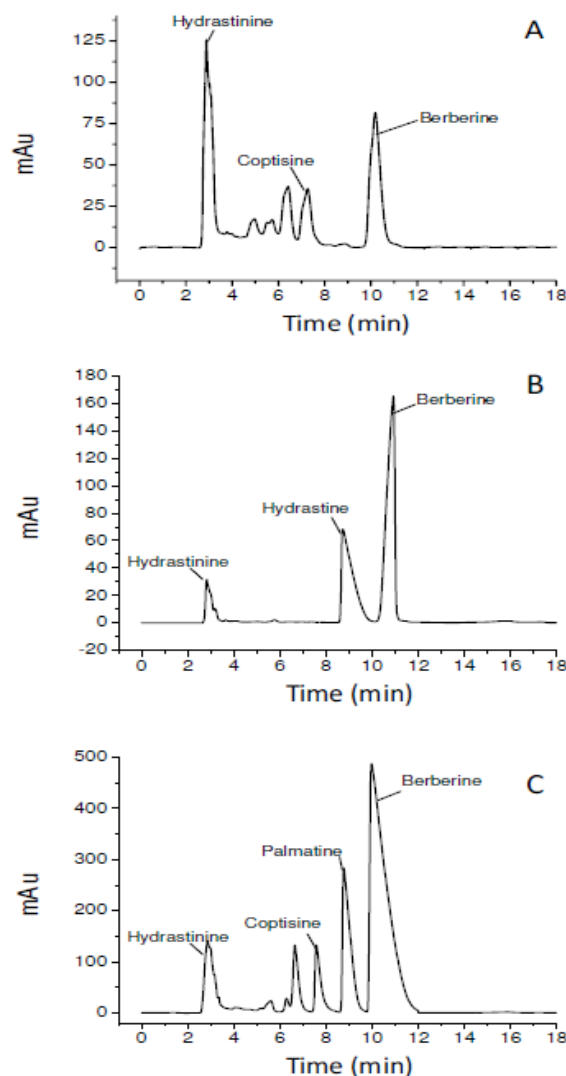 Hydrastinine
A
125
100
75
50
25
0
mAu
Coptisine
Berberine
0 2 4 6 8 10 12 14 16 18
Time (min)
B
180
160
140
120
100
80
60
40
20
0
-20
mAu
Hydrastinine
Hydrastine
Berberine
0 2 4 6 8 10 12 14 16 18
Time (min)
C
500
400
300
200
100
0
mAu
Hydrastinine
Coptisine
Palmatine
Berberine
0 2 4 6 8 10 12 14 16 18
Time (min)